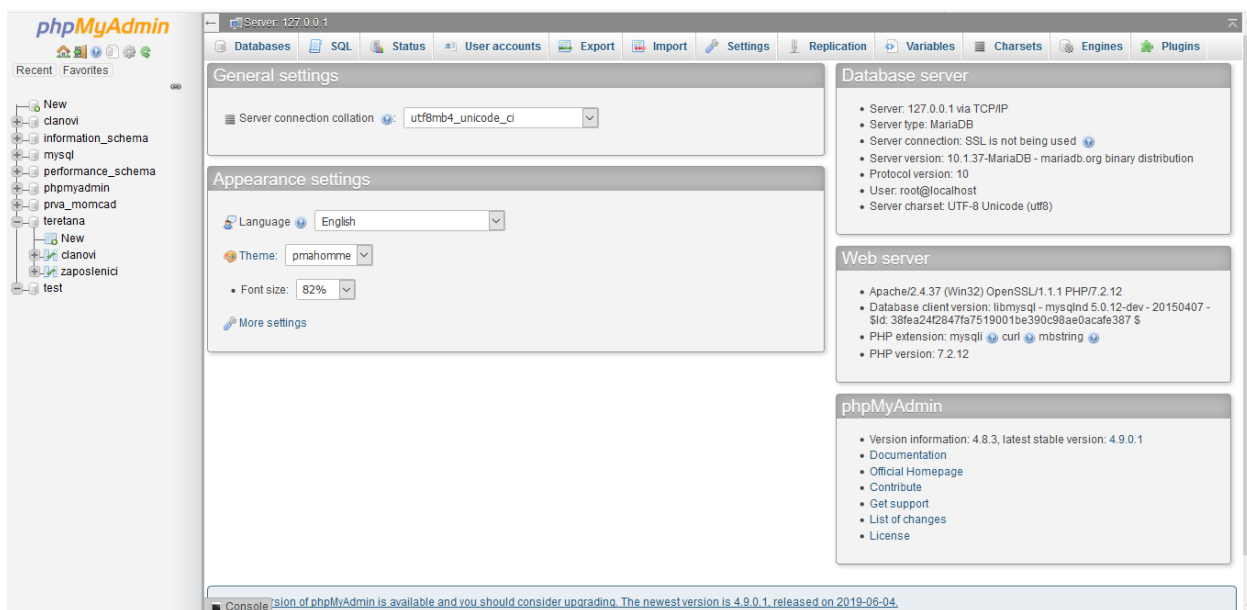 phpMyAdmin
Recent Favorites
New
clanovi
information_schema
mysql
performance_schema
phpmyadmin
prva_momcad
teretana
New
clanovi
zaposlenici
test
Server: 127.0.0.1
Databases SQL Status User accounts Export Import Settings Replication Variables Charsets Engines Plugins
General settings
Server connection collation : utf8mb4_unicode_ci
Appearance settings
Language English
Theme: pmahomme
• Font size: 82%
More settings
Database server
• Server: 127.0.0.1 via TCP/IP
• Server type: MariaDB
• Server connection: SSL is not being used
• Server version: 10.1.37-MariaDB - mariadb.org binary distribution
• Protocol version: 10
• User: root@localhost
• Server charset: UTF-8 Unicode (utf8)
Web server
• Apache/2.4.37 (Win32) OpenSSL/1.1.1 PHP/7.2.12
• Database client version: libmysql - mysqlnd 5.0.12-dev - 20150407 -
$Id: 38fea24f2847fa7519001be390c98ae0acafe387 $
• PHP extension: mysqli curl mbstring
• PHP version: 7.2.12
phpMyAdmin
• Version information: 4.8.3, latest stable version: 4.9.0.1
• Documentation
• Official Homepage
• Contribute
• Get support
• List of changes
• License
Console rsion of phpMyAdmin is available and you should consider upgrading. The newest version is 4.9.0.1, released on 2019-06-04.